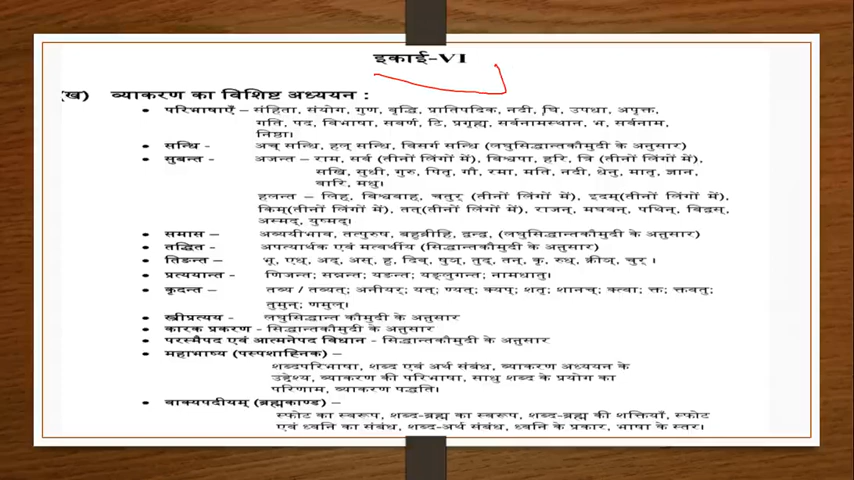 इकाई-VI
(ख) व्याकरण का विशिष्ट अध्ययन :
• परिभाषाएँ – संहिता, संयोग, गुण, वृद्धि, प्रातिपदिक, नदी, घि, उपधा, अपृक्त,
गति, पद, विभाषा, सवर्ण, टि, प्रगृह्य, सर्वनामस्थान, भ, सर्वनाम,
निष्ठा।
• सन्धि - अच् सन्धि, हल् सन्धि, विसर्ग सन्धि (लघुसिद्धान्तकौमुदी के अनुसार)
• सुबन्त – अजन्त – राम, सर्व (तीनों लिंगों में), विश्वपा, हरि, त्रि (तीनों लिंगों में),
सखि, सुधी, गुरु, पितृ, गौ, रमा, मति, नदी, धेनु, मातृ, ज्ञान,
वारि, मधु।
हलन्त – लिह्, विश्ववाह्, चतुर् (तीनों लिंगों में), इदम्(तीनों लिंगों में),
किम्(तीनों लिंगों में), तत्(तीनों लिंगों में), राजन्, मघवन्, पथिन्, विद्वस्,
अस्मद्, युष्मद्।
• समास – अव्ययीभाव, तत्पुरुष, बहुव्रीहि, द्वन्द्व, (लघुसिद्धान्तकौमुदी के अनुसार)
• तद्धित – अपत्यार्थक एवं मत्वर्थीय (सिद्धान्तकौमुदी के अनुसार)
• तिङन्त – भू, एध्, अद्, अस्, हु, दिव्, षुञ्, तुद्, तन्, कृ, रुध्, क्रीञ्, चुर् ।
• प्रत्ययान्त - णिजन्त; सन्नन्त; यङन्त; यङ्लुगन्त; नामधातु।
• कृदन्त – तव्य / तव्यत्; अनीयर्; यत्; ण्यत्; क्यप्; शतृ; शानच्; क्त्वा; क्त; क्तवतु;
तुमुन्; णमुल्।
• स्त्रीप्रत्यय – लघुसिद्धान्त कौमुदी के अनुसार
• कारक प्रकरण - सिद्धान्तकौमुदी के अनुसार
• परस्मैपद एवं आत्मनेपद विधान - सिद्धान्तकौमुदी के अनुसार
• महाभाष्य (पस्पशाह्निक) –
शब्दपरिभाषा, शब्द एवं अर्थ संबंध, व्याकरण अध्ययन के
उद्देश्य, व्याकरण की परिभाषा, साधु शब्द के प्रयोग का
परिणाम, व्याकरण पद्धति।
• वाक्यपदीयम् (ब्रह्मकाण्ड) –
स्फोट का स्वरूप, शब्द-ब्रह्म का स्वरूप, शब्द-ब्रह्म की शक्तियाँ, स्फोट
एवं ध्वनि का संबंध, शब्द-अर्थ संबंध, ध्वनि के प्रकार, भाषा के स्तर।